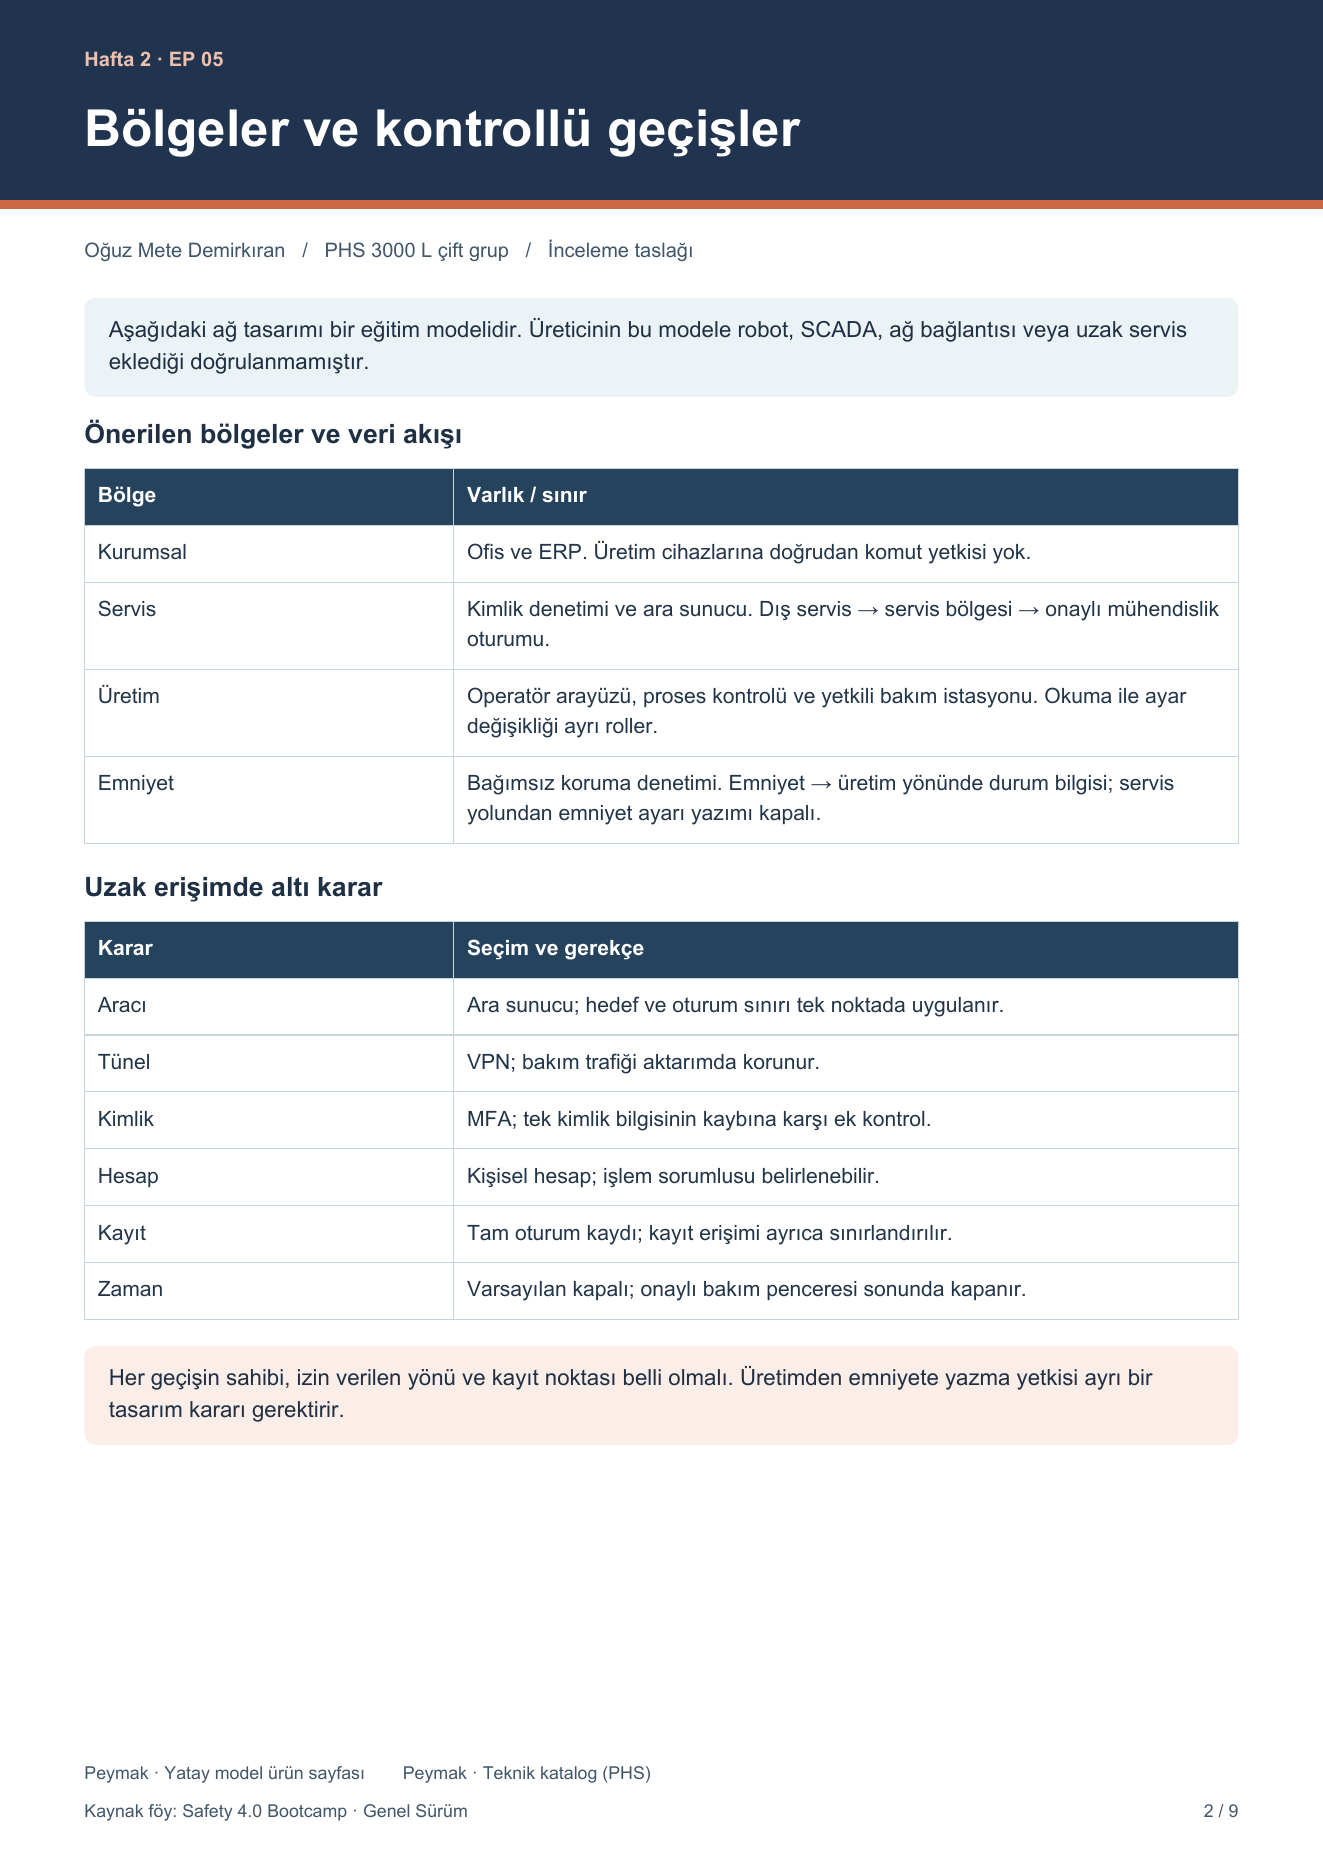 Hafta 2 · EP 05
Bölgeler ve kontrollü geçişler
Oğuz Mete Demirkıran / PHS 3000 L çift grup / İnceleme taslağı
Aşağıdaki ağ tasarımı bir eğitim modelidir. Üreticinin bu modele robot, SCADA, ağ bağlantısı veya uzak servis
eklediği doğrulanmamıştır.
Önerilen bölgeler ve veri akışı
Bölge Varlık / sınır
Kurumsal Ofis ve ERP. Üretim cihazlarına doğrudan komut yetkisi yok.
Servis Kimlik denetimi ve ara sunucu. Dış servis → servis bölgesi → onaylı mühendislik
oturumu.
Üretim Operatör arayüzü, proses kontrolü ve yetkili bakım istasyonu. Okuma ile ayar
değişikliği ayrı roller.
Emniyet Bağımsız koruma denetimi. Emniyet → üretim yönünde durum bilgisi; servis
yolundan emniyet ayarı yazımı kapalı.
Uzak erişimde altı karar
Karar Seçim ve gerekçe
Aracı Ara sunucu; hedef ve oturum sınırı tek noktada uygulanır.
Tünel VPN; bakım trafiği aktarımda korunur.
Kimlik MFA; tek kimlik bilgisinin kaybına karşı ek kontrol.
Hesap Kişisel hesap; işlem sorumlusu belirlenebilir.
Kayıt Tam oturum kaydı; kayıt erişimi ayrıca sınırlandırılır.
Zaman Varsayılan kapalı; onaylı bakım penceresi sonunda kapanır.
Her geçişin sahibi, izin verilen yönü ve kayıt noktası belli olmalı. Üretimden emniyete yazma yetkisi ayrı bir
tasarım kararı gerektirir.
Peymak · Yatay model ürün sayfası Peymak · Teknik katalog (PHS)
Kaynak föy: Safety 4.0 Bootcamp · Genel Sürüm 2 / 9